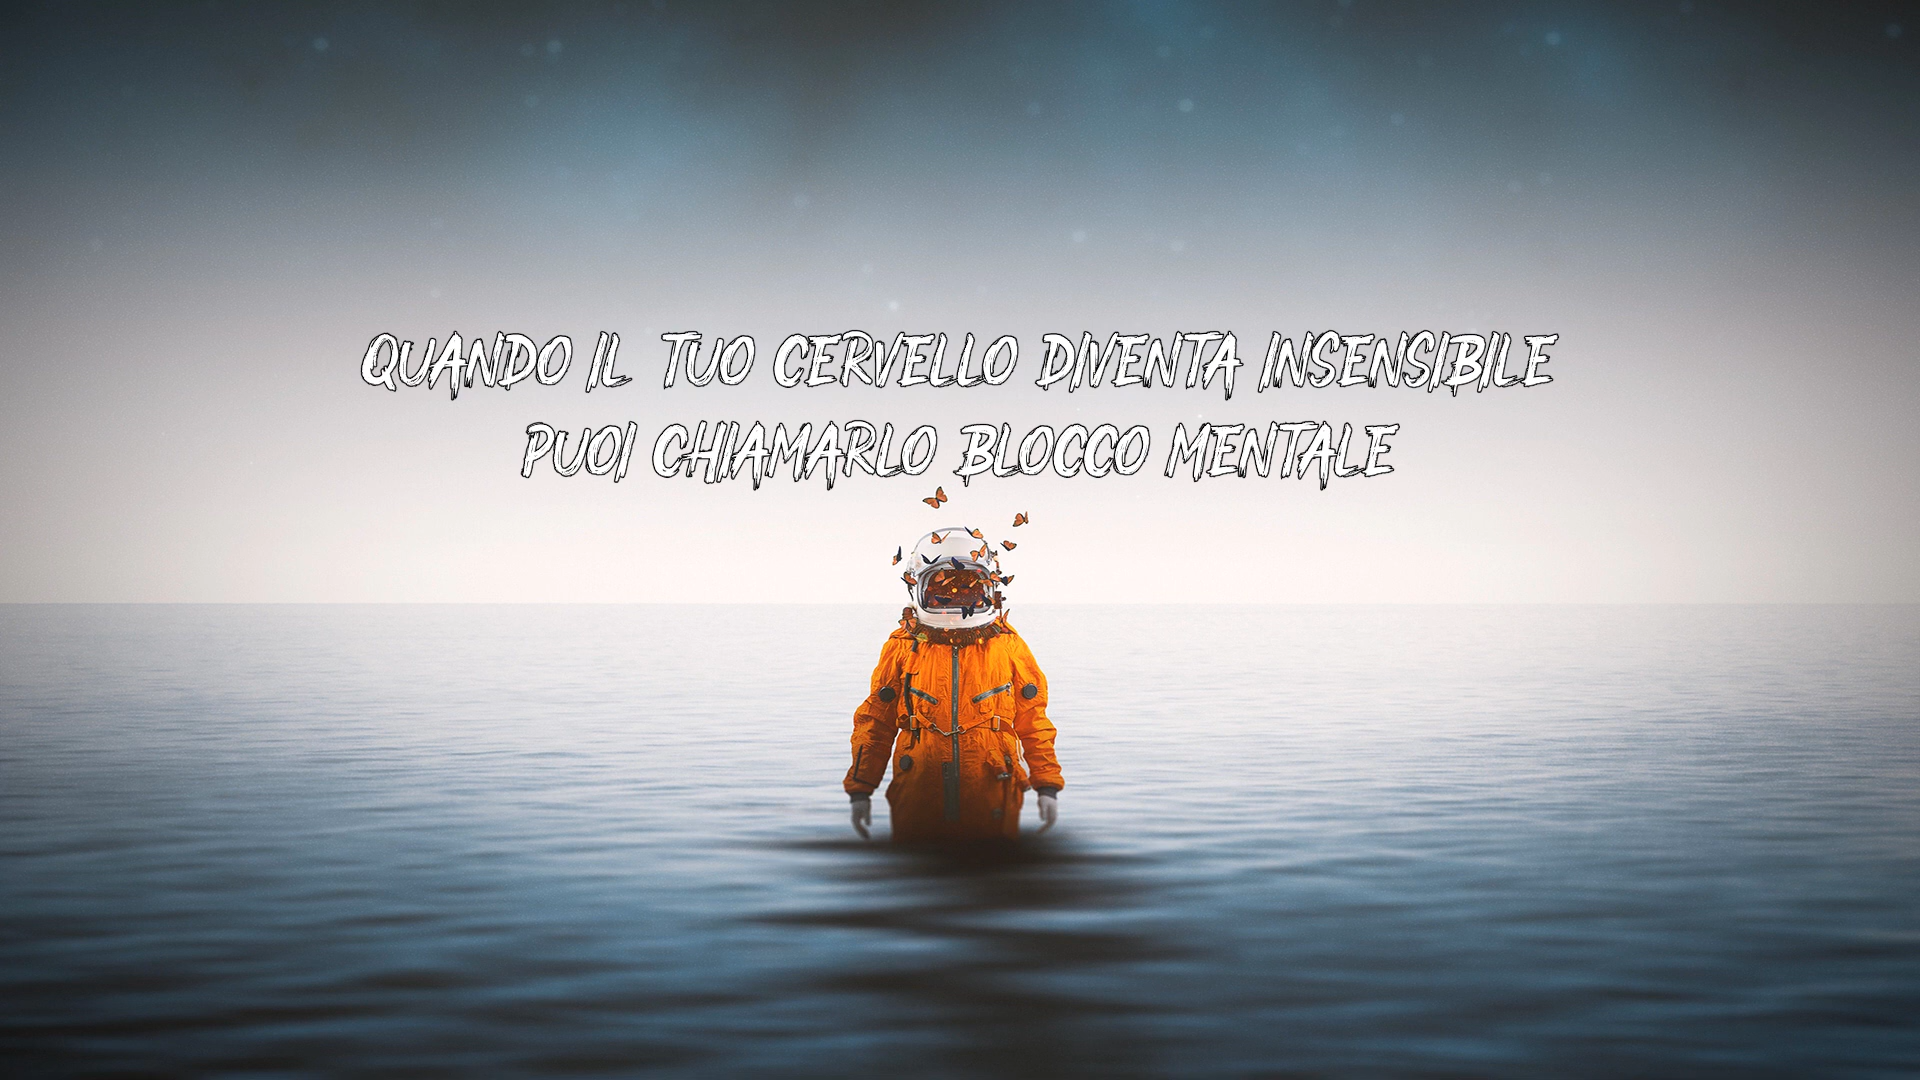 QUANDO IL TUO CERVELLO DIVENTA INSENSIBILE
PUOI CHIAMARLO BLOCCO MENTALE